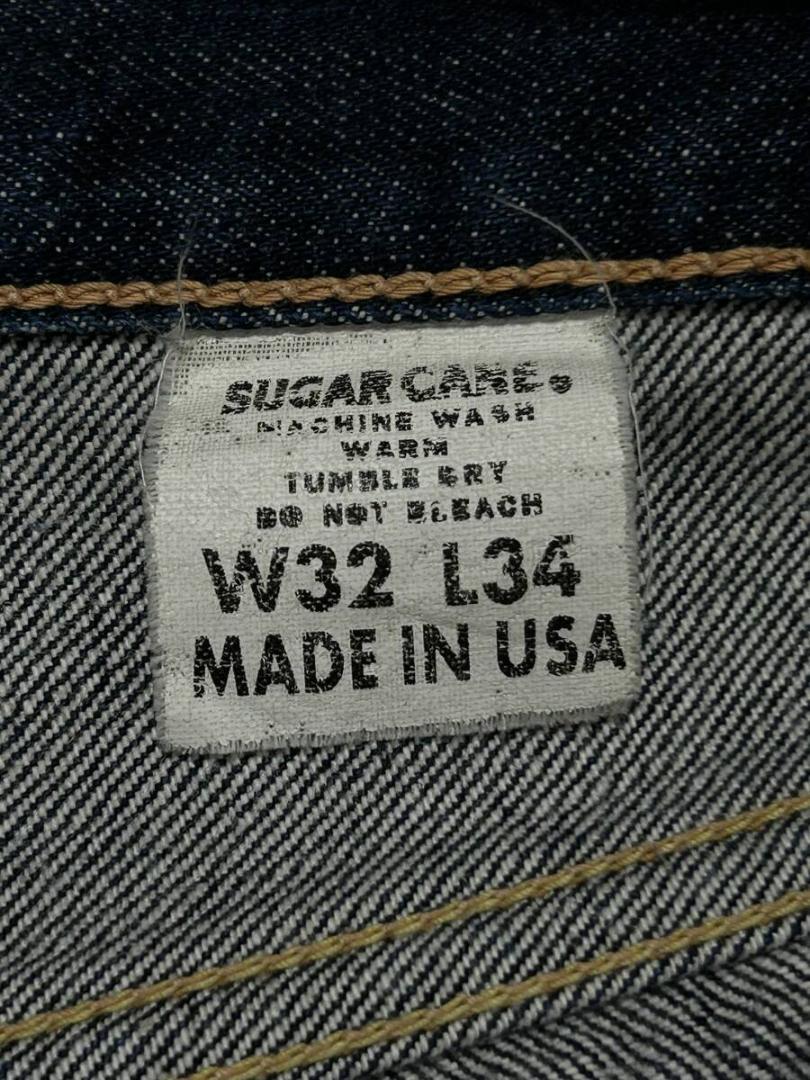 SUGAR CANE®
MACHINE WASH
WARM
TUMBLE DRY
DO NOT BLEACH
W32 L34
MADE IN USA